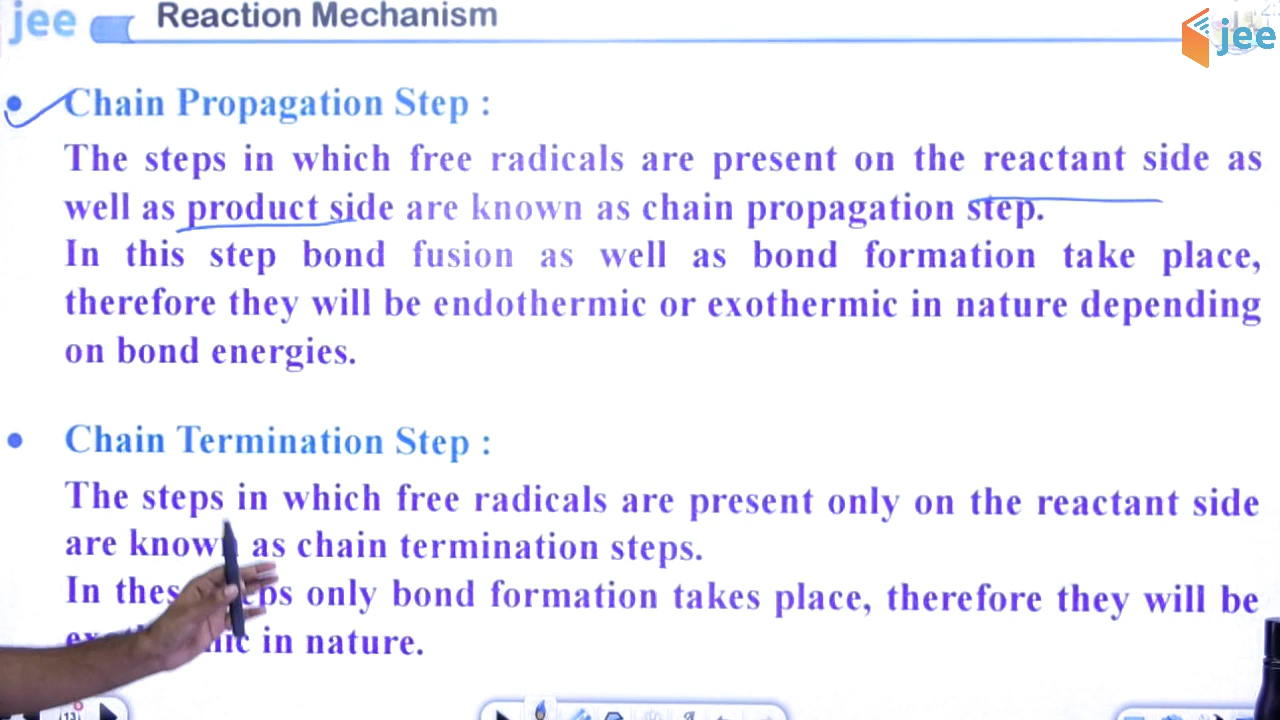 jee Reaction Mechanism
jee
Chain Propagation Step :
The steps in which free radicals are present on the reactant side as
well as product side are known as chain propagation step.
In this step bond fusion as well as bond formation take place,
therefore they will be endothermic or exothermic in nature depending
on bond energies.
Chain Termination Step :
The steps in which free radicals are present only on the reactant side
are known as chain termination steps.
In these steps only bond formation takes place, therefore they will be
in nature.
13